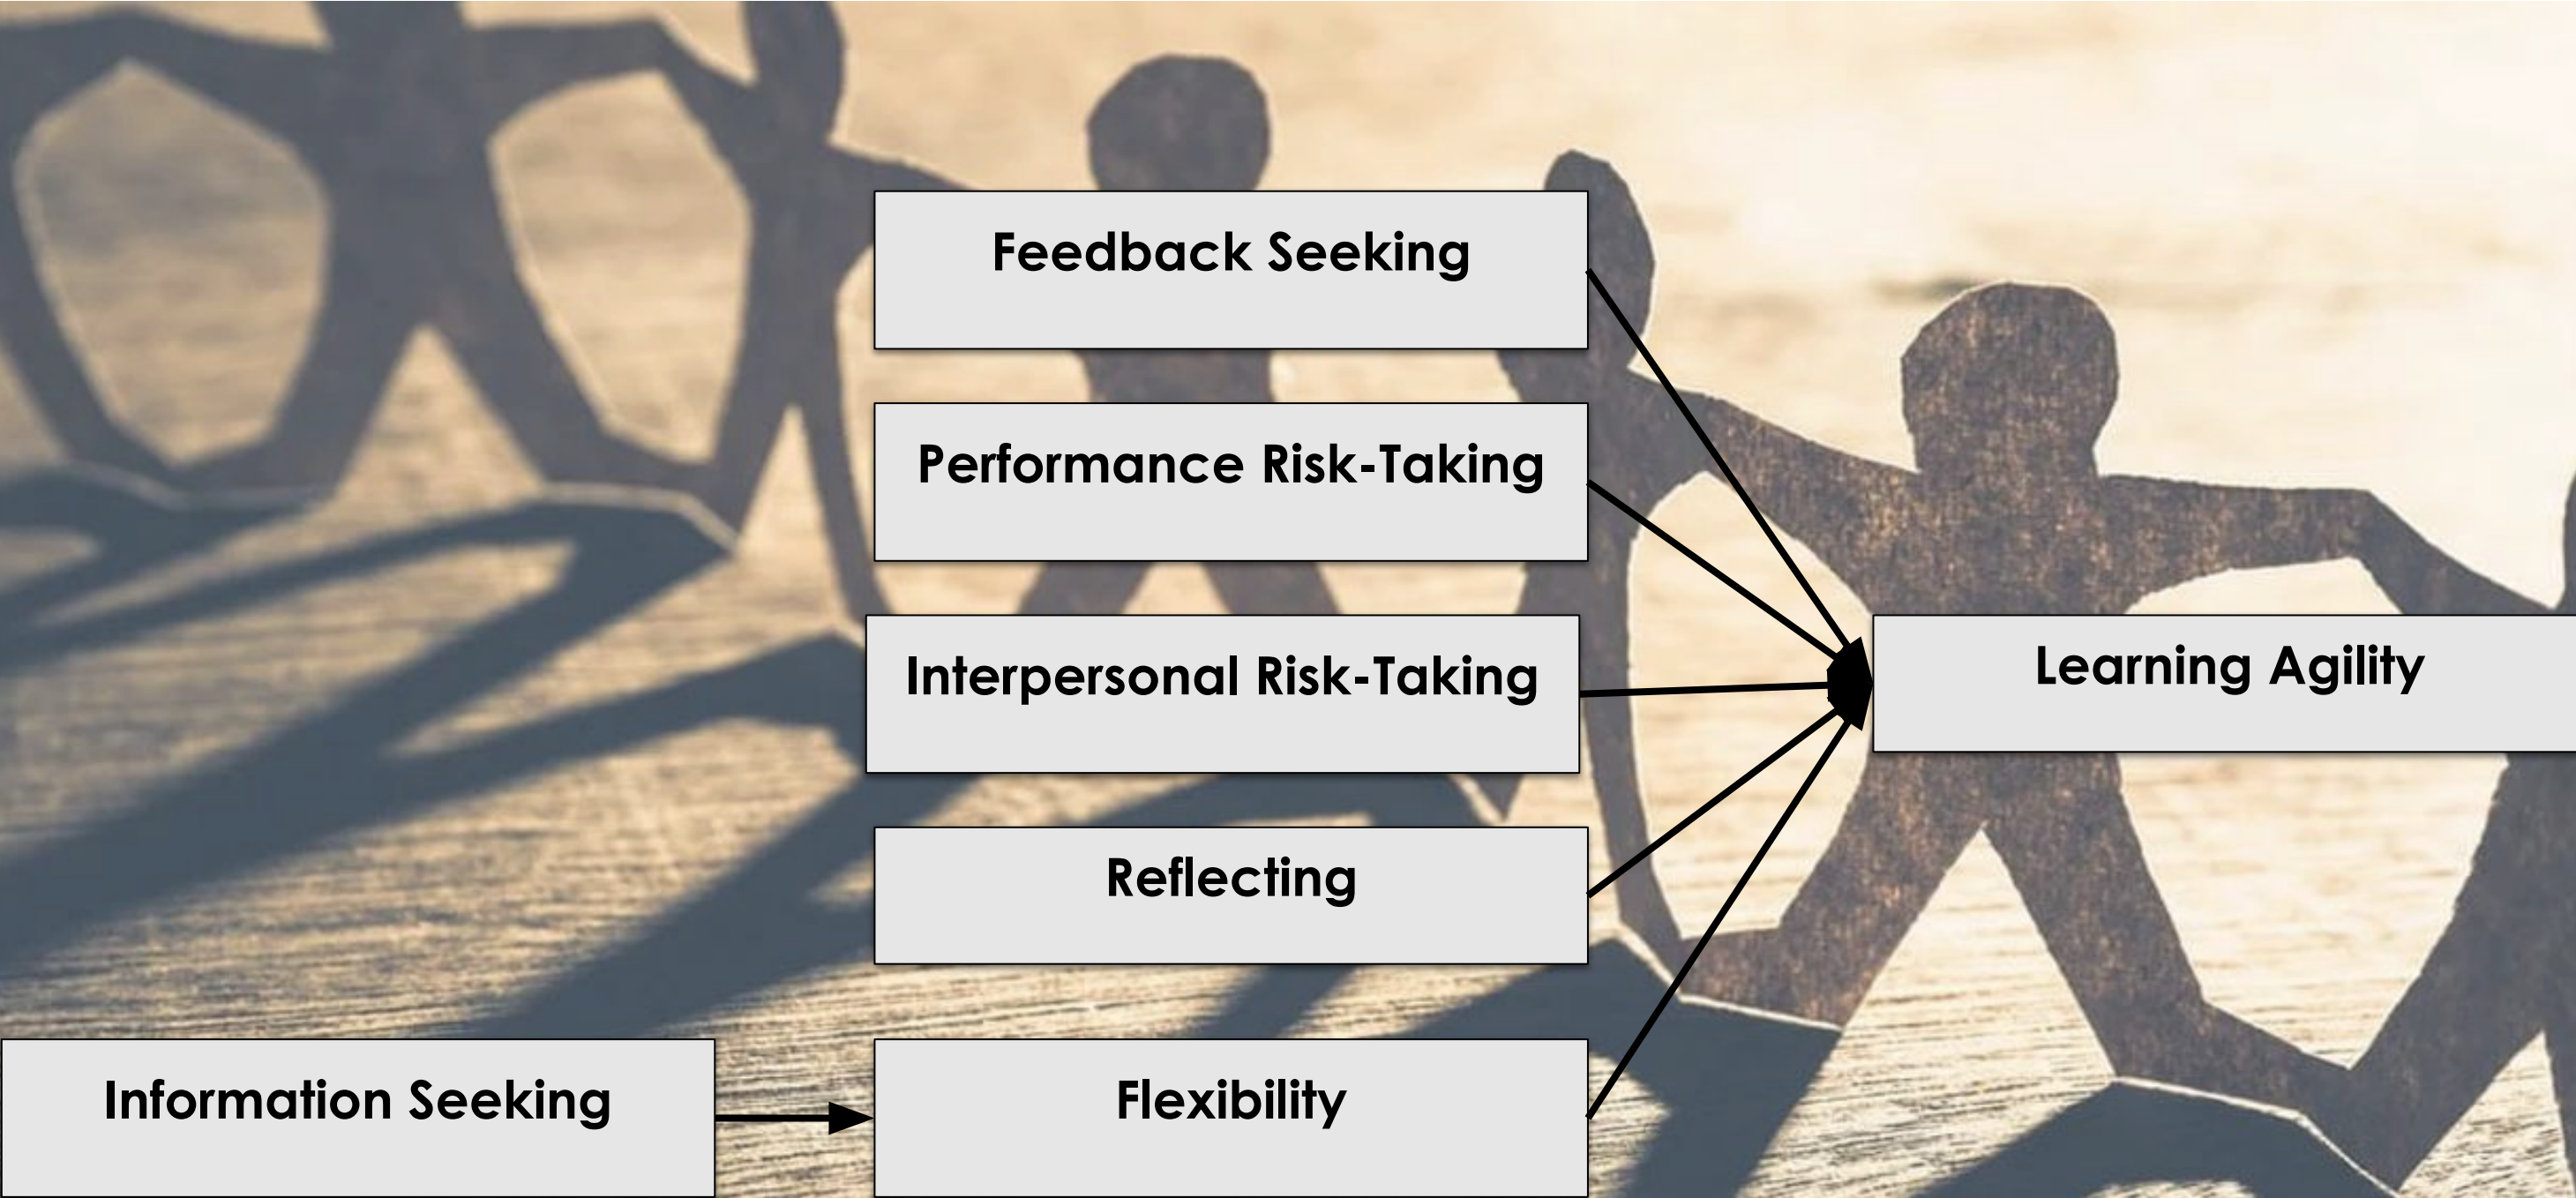 Feedback Seeking
Performance Risk-Taking
Interpersonal Risk-Taking
Learning Agility
Reflecting
Information Seeking
Flexibility